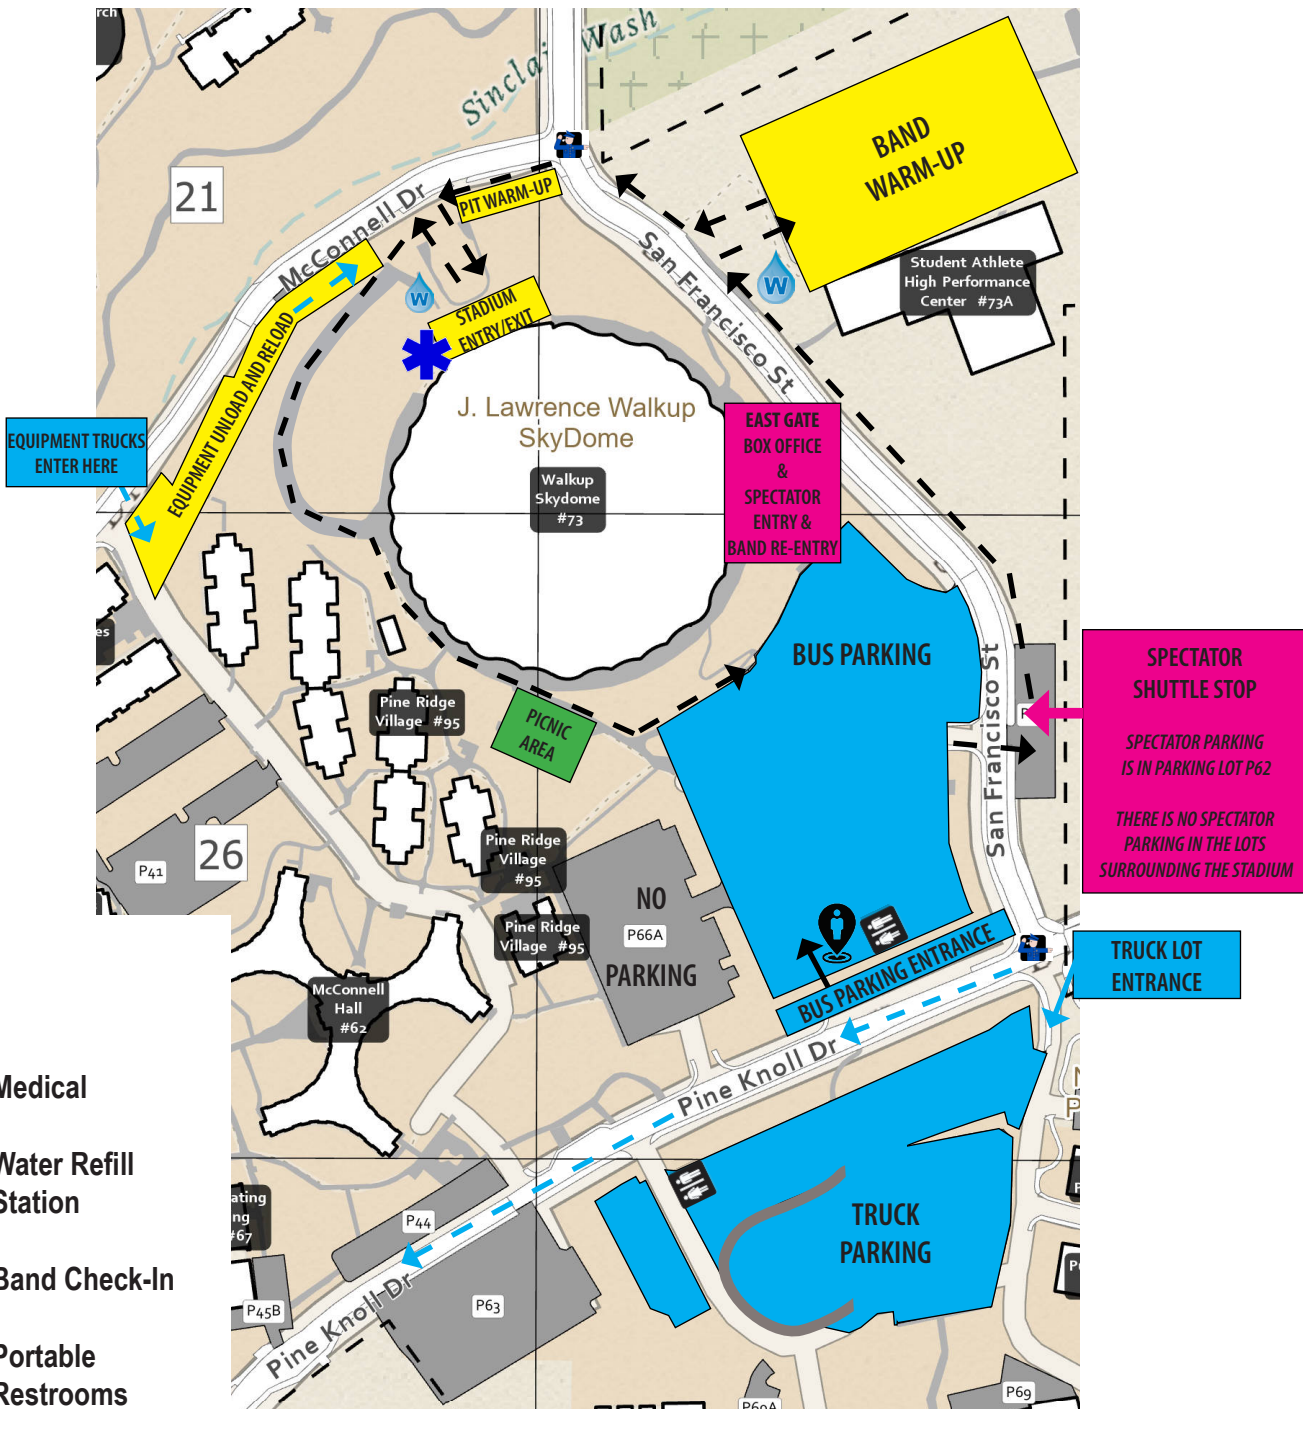 rch
Sinclair Wash
BAND
WARM-UP
21
McConnell Dr
PIT WARM-UP
San Francisco St
Student Athlete
High Performance
Center #73A
W
W
STADIUM
ENTRY/EXIT
EQUIPMENT UNLOAD AND RELOAD
J. Lawrence Walkup
SkyDome
EAST GATE
BOX OFFICE
&
SPECTATOR
ENTRY &
BAND RE-ENTRY
EQUIPMENT TRUCKS
ENTER HERE
Walkup
Skydome
#73
es
BUS PARKING
San Francisco St
SPECTATOR
SHUTTLE STOP
SPECTATOR PARKING
IS IN PARKING LOT P62
THERE IS NO SPECTATOR
PARKING IN THE LOTS
SURROUNDING THE STADIUM
Pine Ridge
Village #95
PICNIC
AREA
P
26
P41
Pine Ridge
Village
#95
NO
P66A
PARKING
Pine Ridge
Village #95
BUS PARKING ENTRANCE
TRUCK LOT
ENTRANCE
McConnell
Hall
#62
Pine Knoll Dr
N
P
Medical
Water Refill
Station
Band Check-In
Portable
Restrooms
ating
ng
#67
P44
TRUCK
PARKING
P
P
P45B
P63
Pine Knoll Dr
P69
P69A